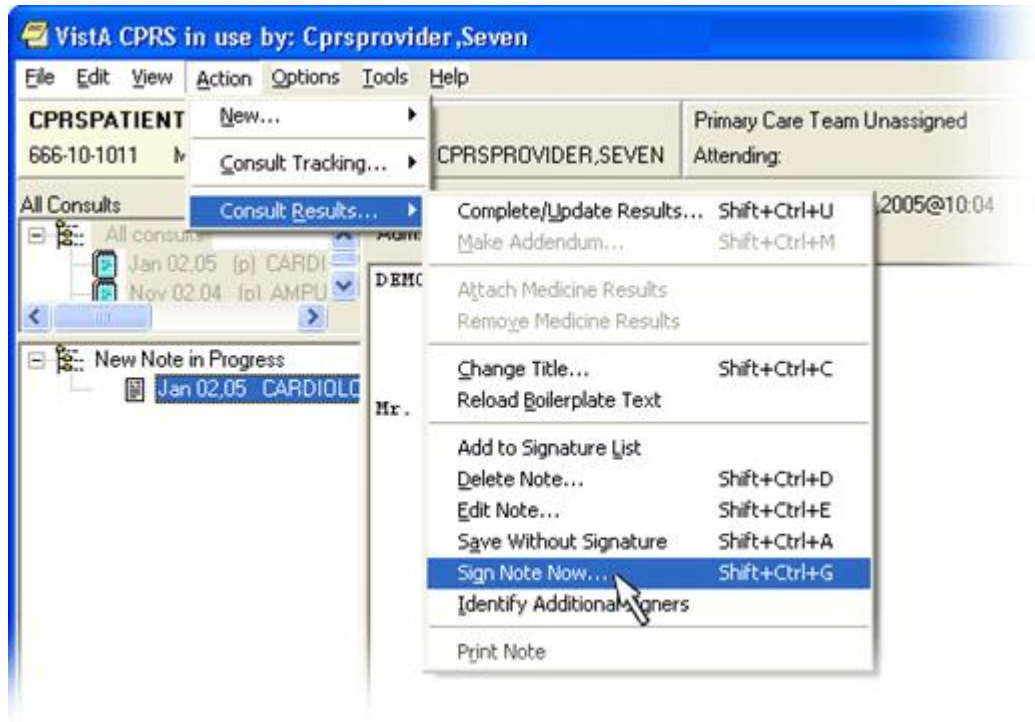 VistA CPRS in use by: Cprsprovider,Seven
File Edit View Action Options Tools Help
CPRSPATIENT
666-10-1011
CPRSPROVIDER,SEVEN
Primary Care Team Unassigned
Attending:
New...
Consult Tracking...
Consult Results...
All Consults
,2005@10:04
All consults
Jan 02,05 (p) CARDI
Nov 02,04 (p) AMPU
Adm:
DEMO
Mr.
New Note in Progress
Jan 02,05 CARDIOLO
Complete/Update Results... Shift+Ctrl+U
Make Addendum... Shift+Ctrl+M
Attach Medicine Results
Remove Medicine Results
Change Title... Shift+Ctrl+C
Reload Boilerplate Text
Add to Signature List
Delete Note... Shift+Ctrl+D
Edit Note... Shift+Ctrl+E
Save Without Signature Shift+Ctrl+A
Sign Note Now... Shift+Ctrl+G
Identify Additional Signers
Print Note